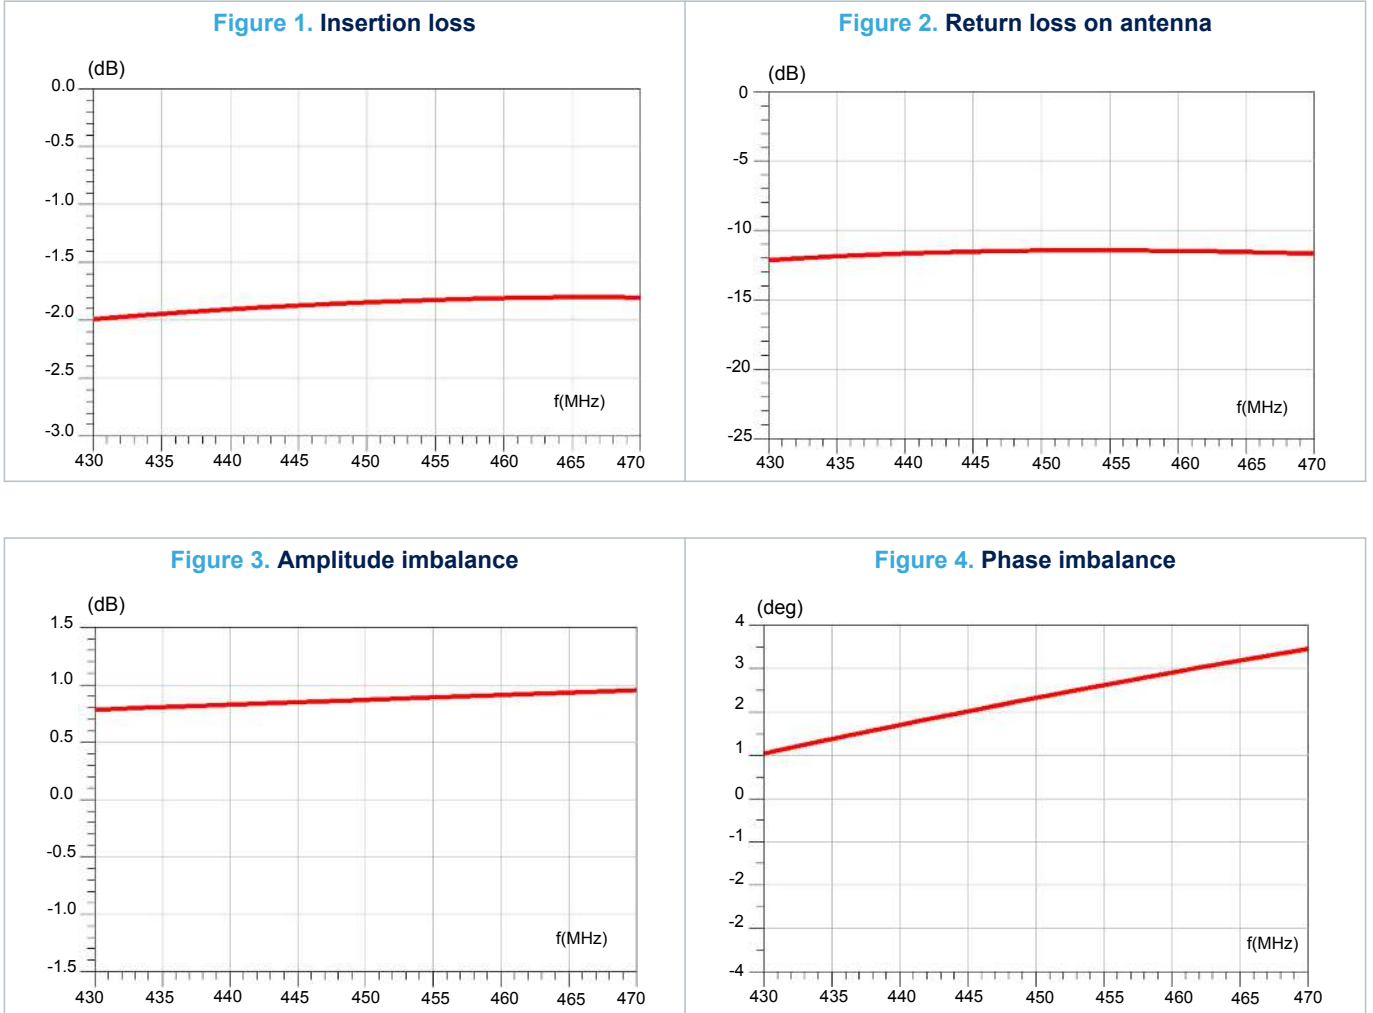 Figure 1. Insertion loss
(dB)
0.0
-0.5
-1.0
-1.5
-2.0
-2.5
-3.0
f(MHz)
430 435 440 445 450 455 460 465 470
Figure 2. Return loss on antenna
(dB)
0
-5
-10
-15
-20
-25
f(MHz)
430 435 440 445 450 455 460 465 470
Figure 3. Amplitude imbalance
(dB)
1.5
1.0
0.5
0.0
-0.5
-1.0
-1.5
f(MHz)
430 435 440 445 450 455 460 465 470
Figure 4. Phase imbalance
(deg)
4
3
2
1
0
-1
-2
-2
-4
f(MHz)
430 435 440 445 450 455 460 465 470